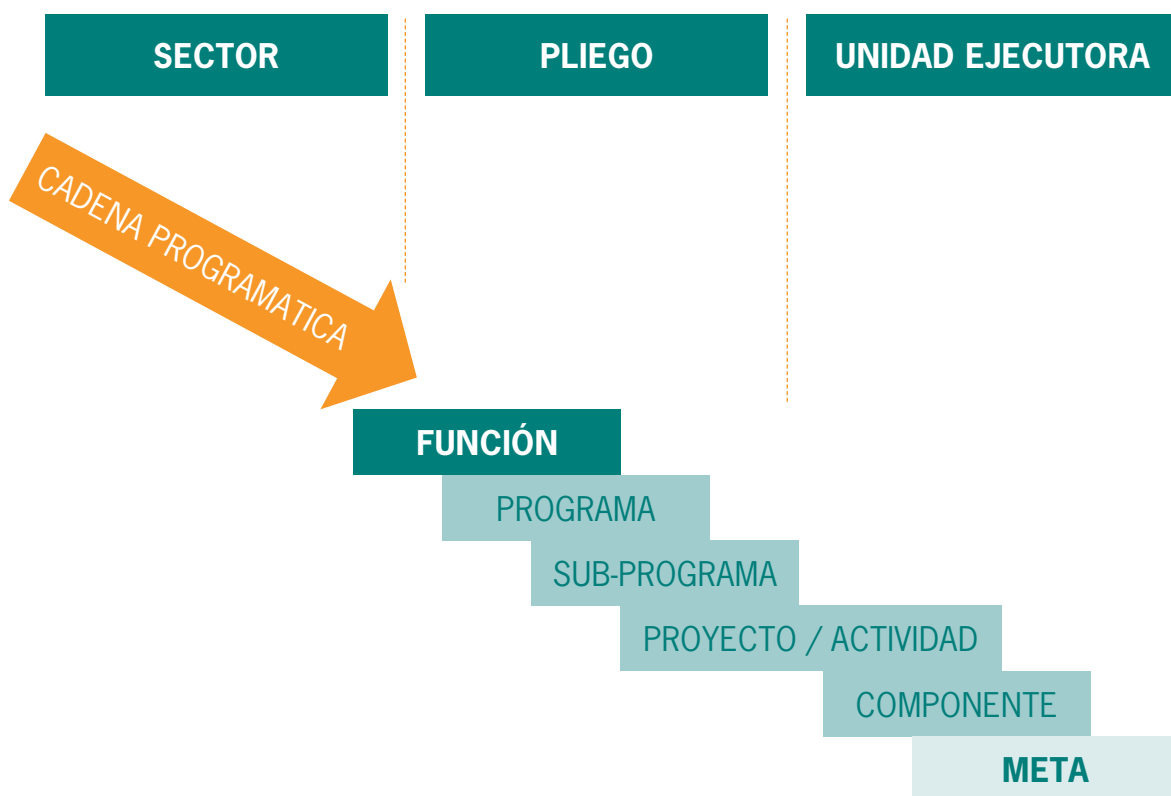 SECTOR
PLIEGO
UNIDAD EJECUTORA
CADENA PROGRAMATICA
FUNCIÓN
PROGRAMA
SUB-PROGRAMA
PROYECTO / ACTIVIDAD
COMPONENTE
META